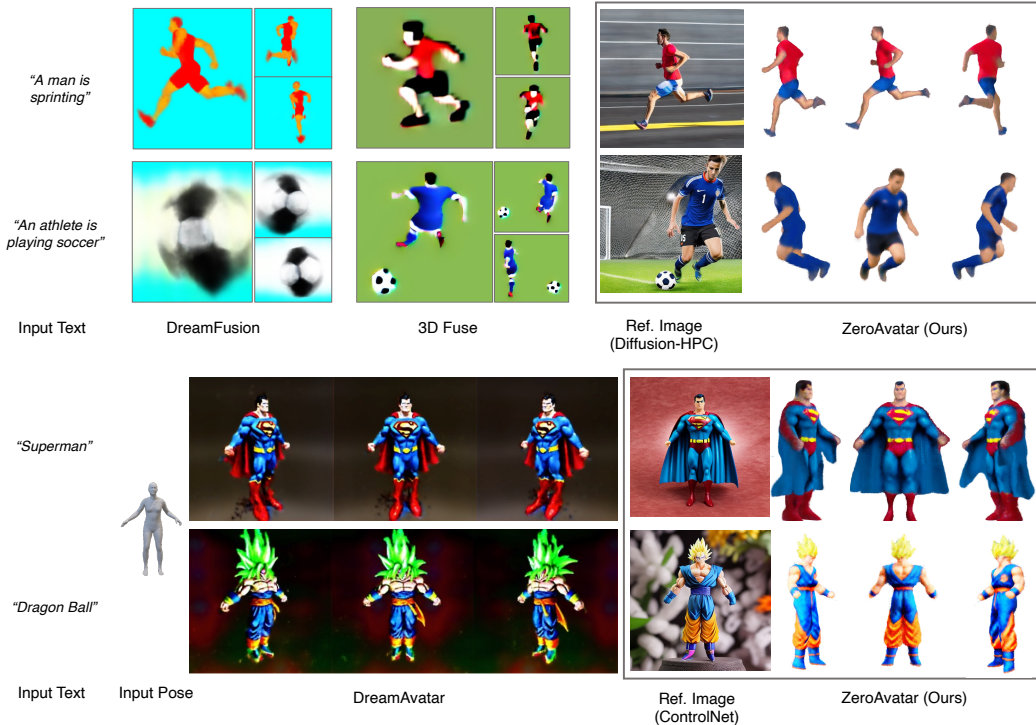 “A man is
sprinting”
“An athlete is
playing soccer”
1
Input Text
DreamFusion
3D Fuse
Ref. Image
(Diffusion-HPC)
ZeroAvatar (Ours)
“Superman”
“Dragon Ball”
Input Text
Input Pose
DreamAvatar
Ref. Image
(ControlNet)
ZeroAvatar (Ours)